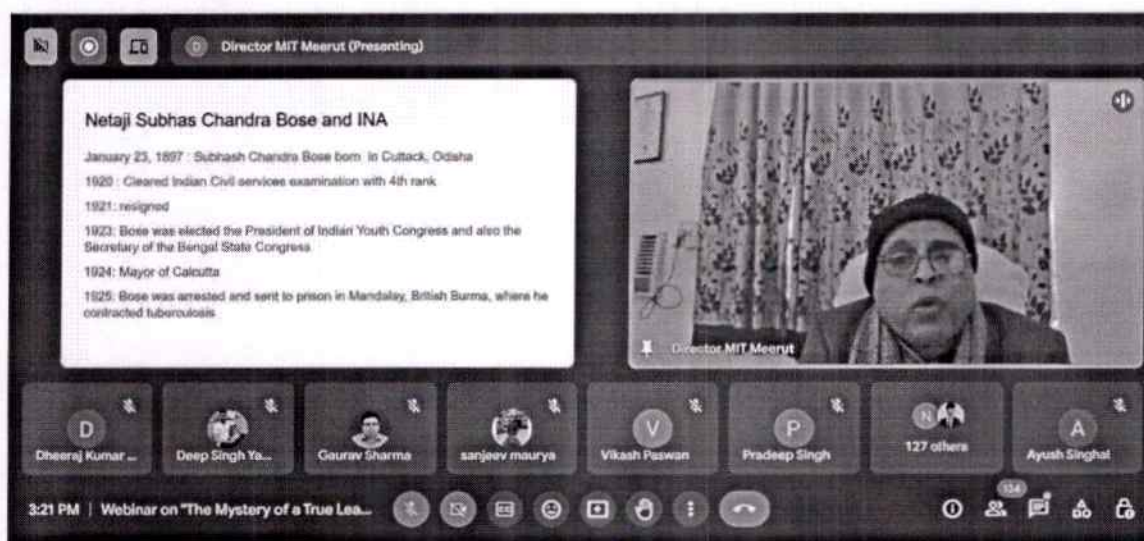 D Director MIT Meerut (Presenting)
Netaji Subhas Chandra Bose and INA
January 23, 1897 : Subhash Chandra Bose born in Cuttack, Odisha
1920 : Cleared Indian Civil services examination with 4th rank
1921: resigned
1923: Bose was elected the President of Indian Youth Congress and also the
Secretary of the Bengal State Congress
1924: Mayor of Calcutta
1925: Bose was arrested and sent to prison in Mandalay, British Burma, where he
contracted tuberculosis
Director MIT Meerut
D
Dheeraj Kumar ...
Deep Singh Ya...
Gaurav Sharma
sanjeev maurya
V
Vikash Paswan
P
Pradeep Singh
N
127 others
A
Ayush Singhal
3:21 PM | Webinar on "The Mystery of a True Lea...
CC
134